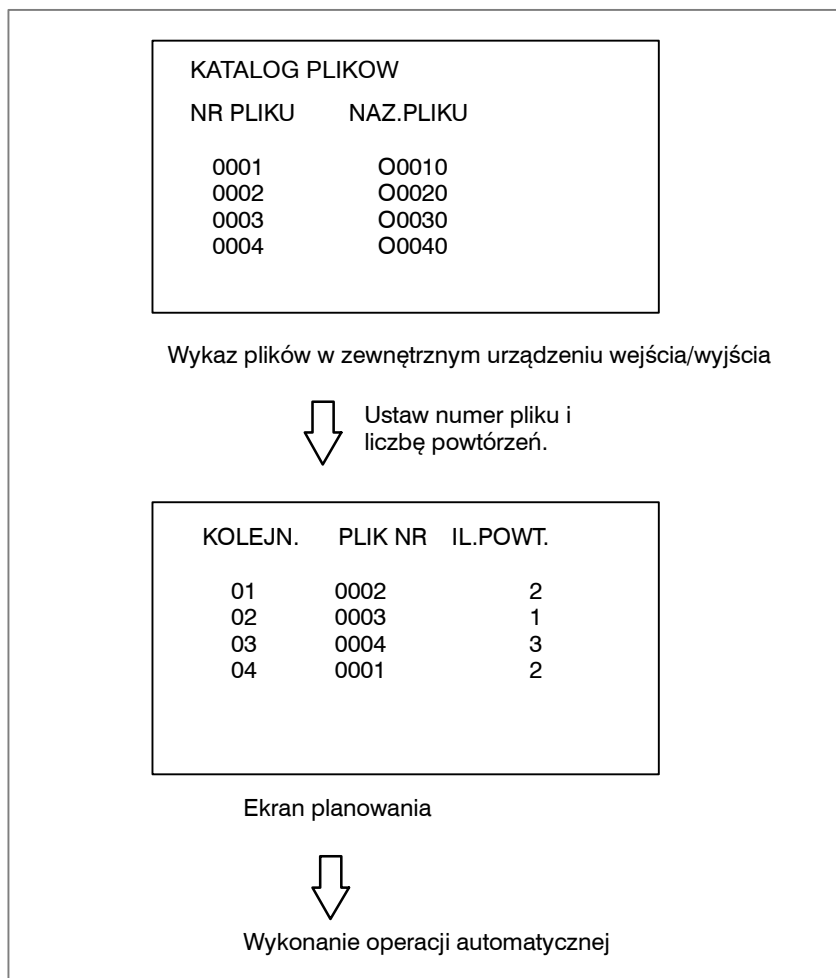 KATALOG PLIKOW
NR PLIKU NAZ.PLIKU
0001 O0010
0002 O0020
0003 O0030
0004 O0040
Wykaz plików w zewnętrznym urządzeniu wejścia/wyjścia
Ustaw numer pliku i
liczbę powtórzeń.
KOLEJN. PLIK NR IL.POWT.
01 0002 2
02 0003 1
03 0004 3
04 0001 2
Ekran planowania
Wykonanie operacji automatycznej